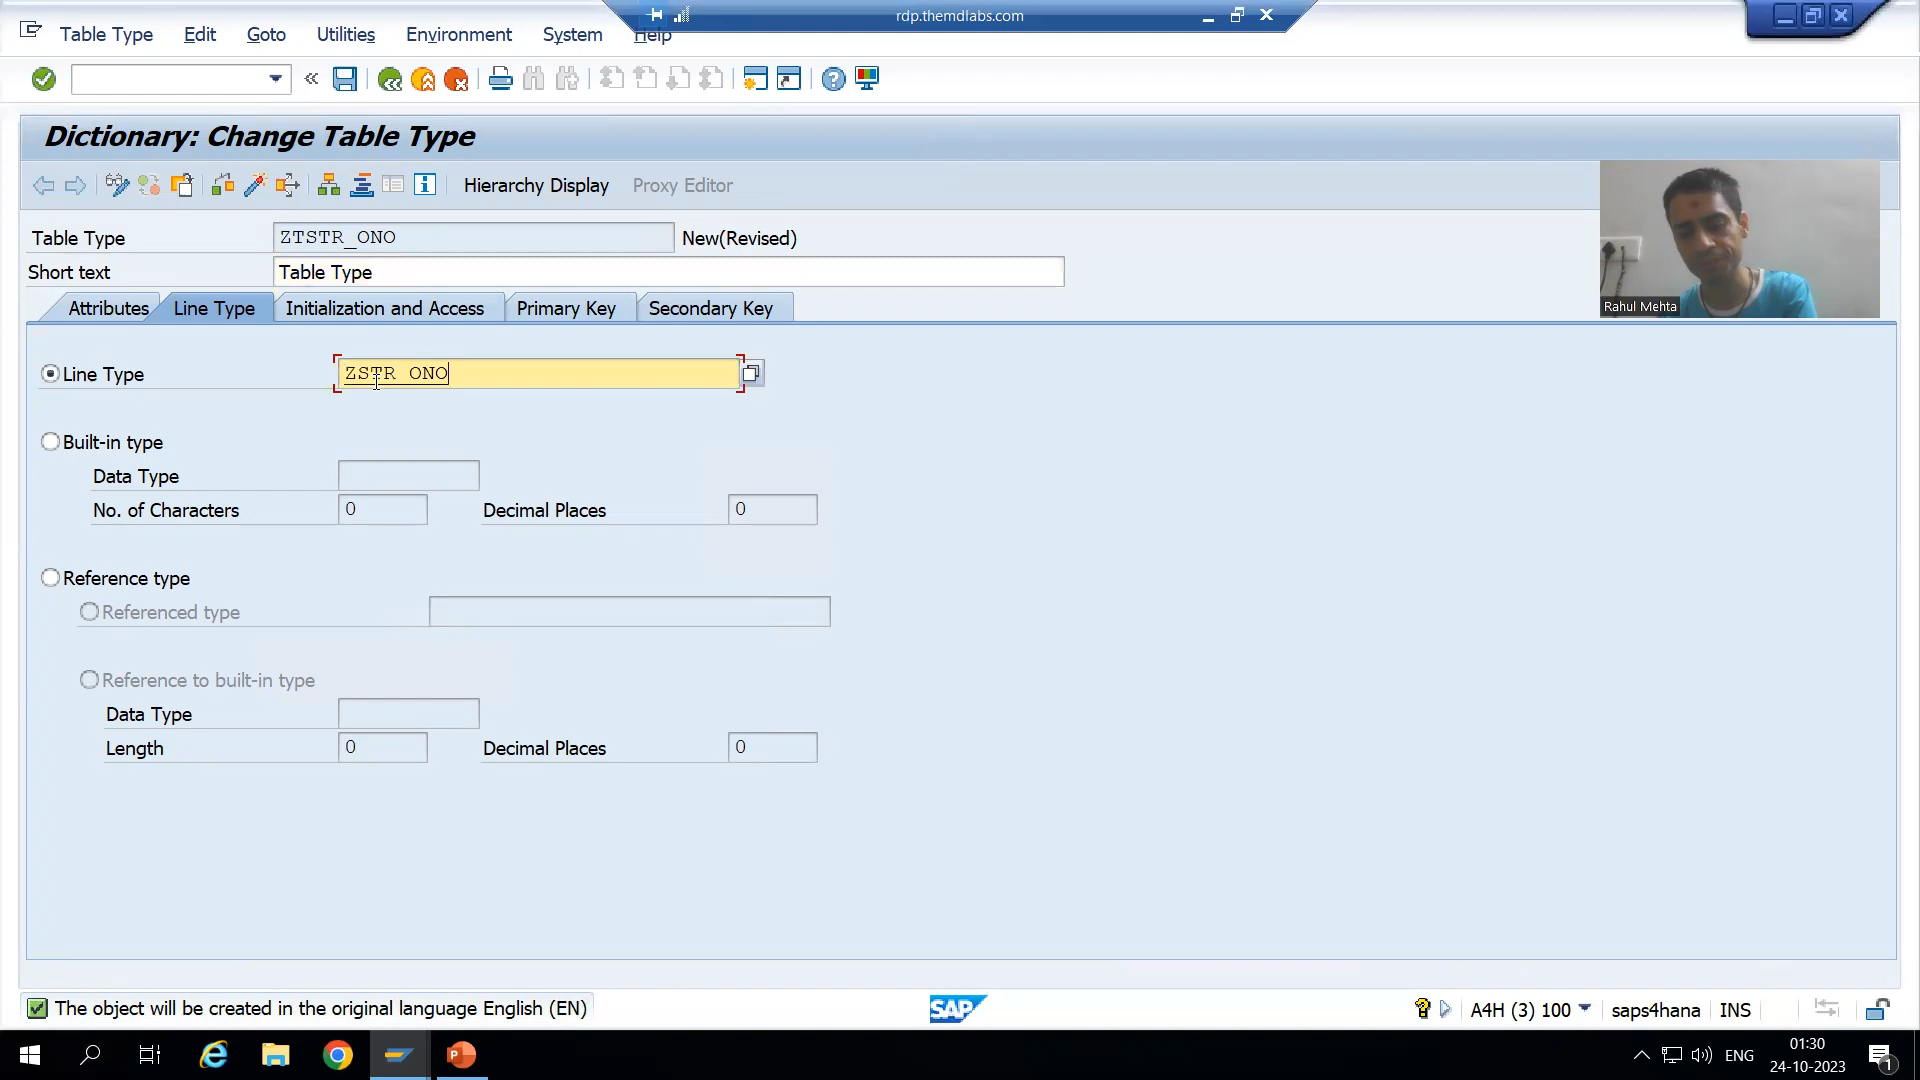 rdp.themdlabs.com
Table Type Edit Goto Utilities Environment System Help
Dictionary: Change Table Type
Hierarchy Display Proxy Editor
Table Type ZTSTR_ONO New(Revised)
Short text Table Type
Attributes Line Type Initialization and Access Primary Key Secondary Key
Rahul Mehta
Line Type ZSTR_ONO
Built-in type
Data Type
No. of Characters 0 Decimal Places 0
Reference type
Referenced type
Reference to built-in type
Data Type
Length 0 Decimal Places 0
The object will be created in the original language English (EN)
SAP
A4H (3) 100 saps4hana INS
ENG
01:30
24-10-2023
1